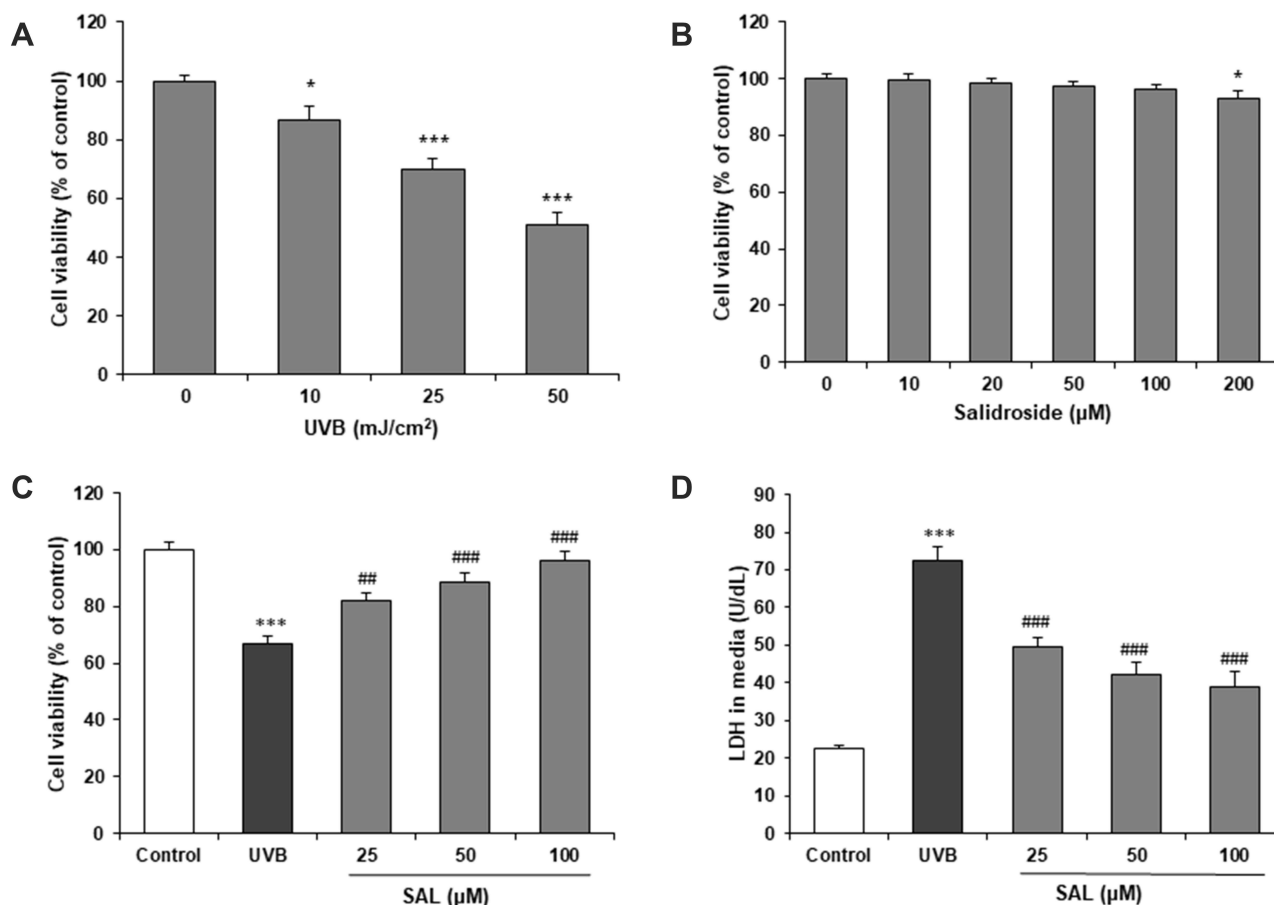 A
Cell viability (% of control)
120
100
80
60
40
20
0
*
***
***
0 10 25 50
UVB (mJ/cm²)
B
Cell viability (% of control)
120
100
80
60
40
20
0
*
0 10 20 50 100 200
Salidroside (µM)
C
Cell viability (% of control)
120
100
80
60
40
20
0
***
##
###
###
Control UVB 25 50 100
SAL (µM)
D
LDH in media (U/dL)
90
80
70
60
50
40
30
20
10
0
***
###
###
###
Control UVB 25 50 100
SAL (µM)